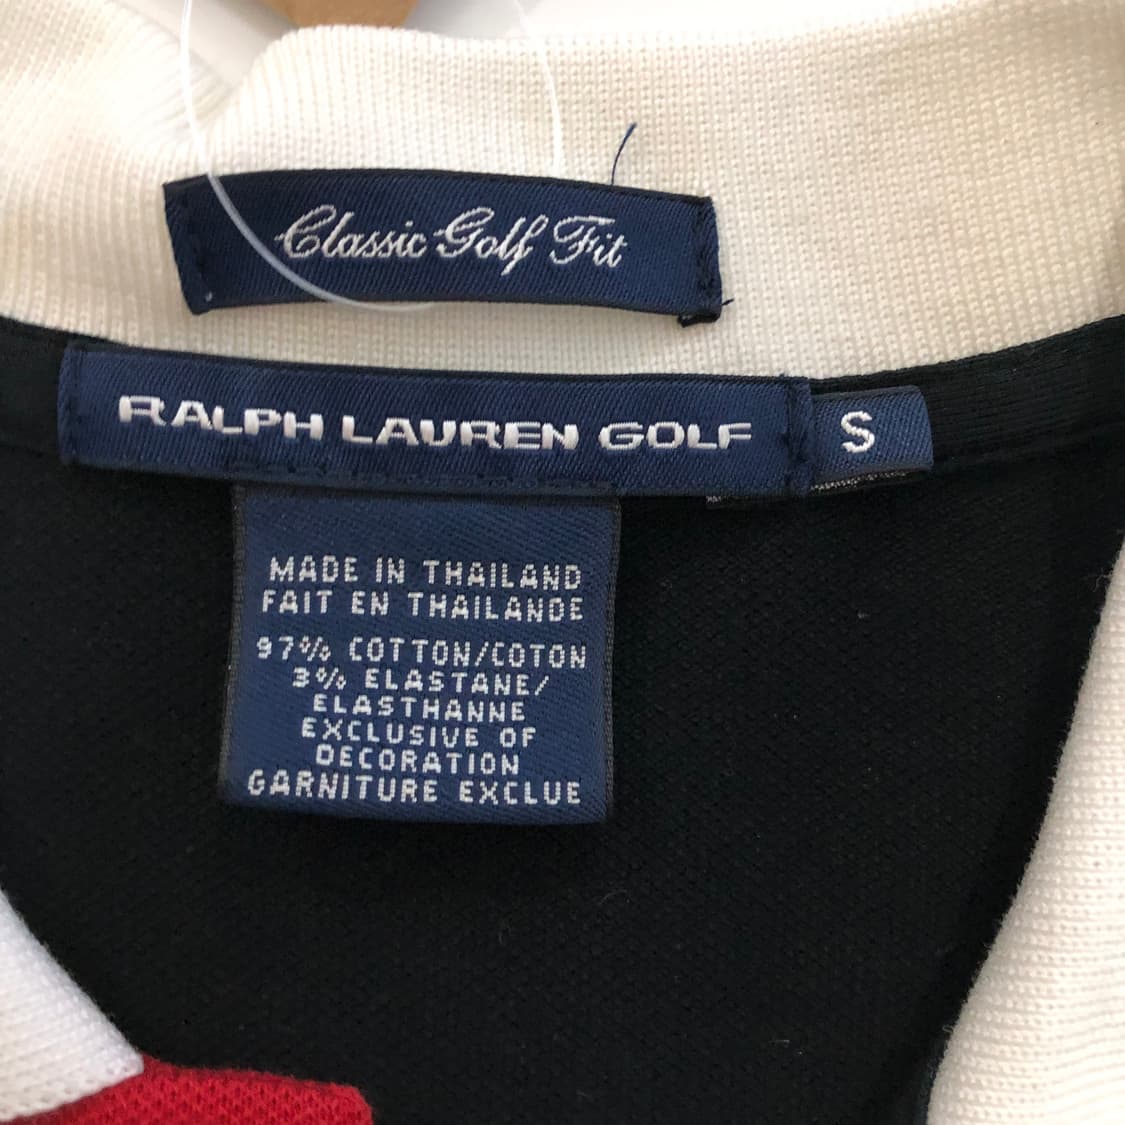 Classic Golf Fit
RALPH LAUREN GOLF S
MADE IN THAILAND
FAIT EN THAILANDE
97% COTTON/COTON
3% ELASTANE/
ELASTHANNE
EXCLUSIVE OF
DECORATION
GARNITURE EXCLUE